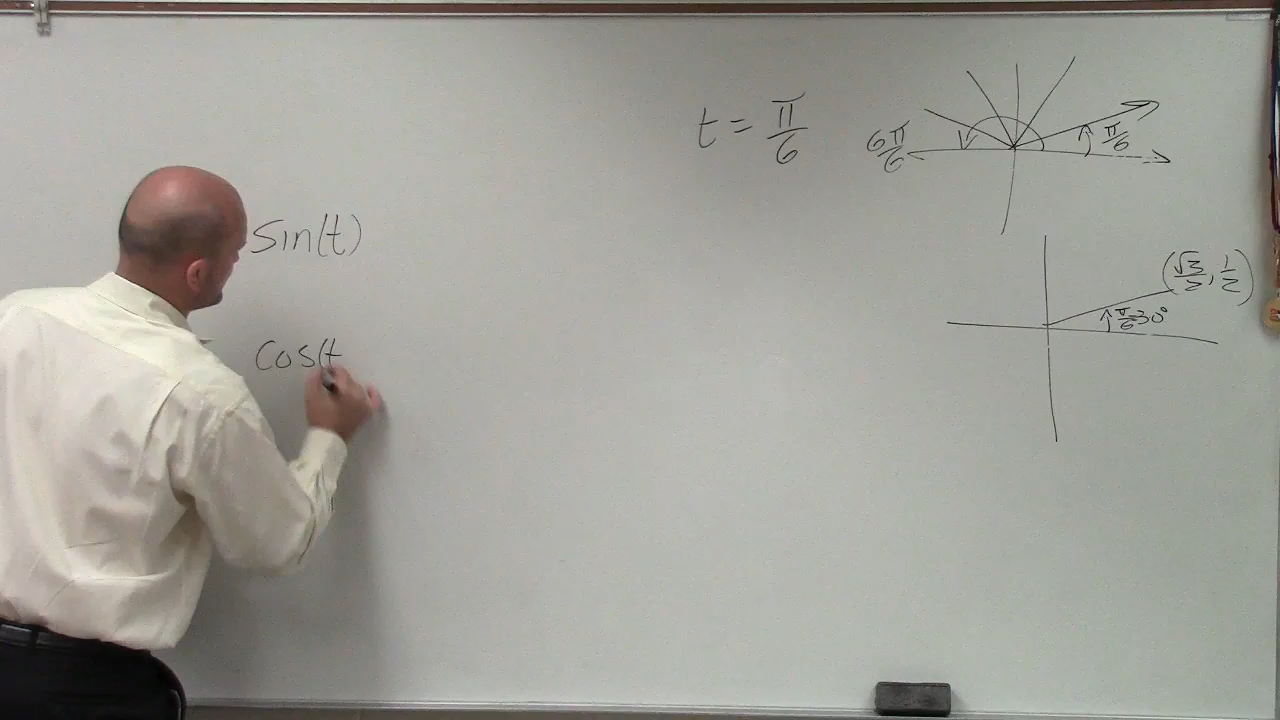 t = π/6
6π/6
π/6
sin(t)
(√3/2, 1/2)
π/6 30°
cos(t